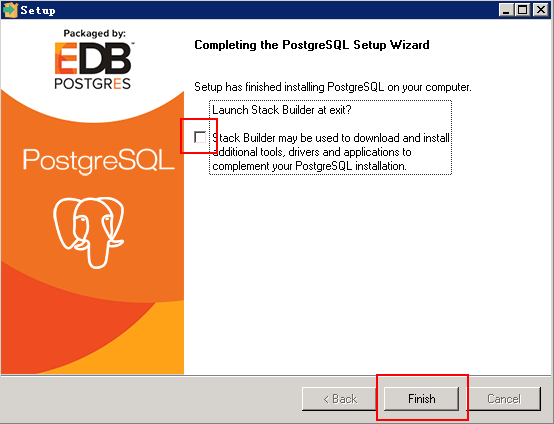 Setup
Packaged by:
EDB
POSTGRES
PostgreSQL
Completing the PostgreSQL Setup Wizard
Setup has finished installing PostgreSQL on your computer.
Launch Stack Builder at exit?
Stack Builder may be used to download and install
additional tools, drivers and applications to
complement your PostgreSQL installation.
< Back
Finish
Cancel